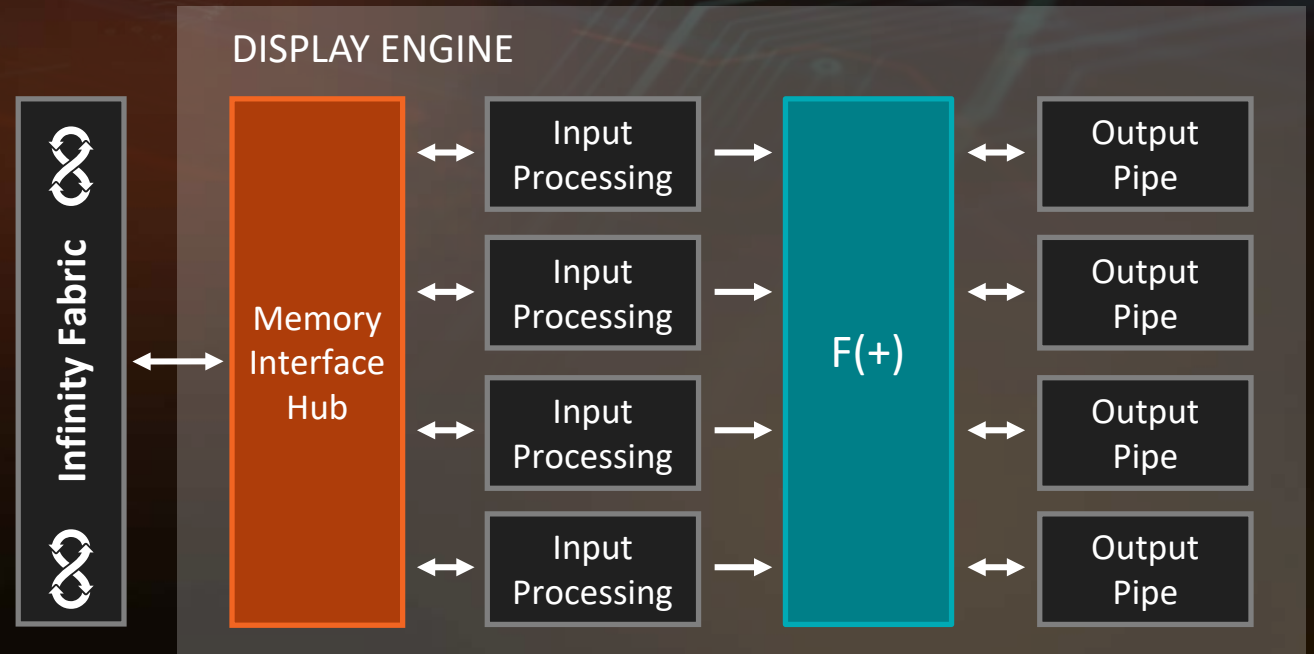 DISPLAY ENGINE
Infinity Fabric
Memory
Interface
Hub
Input
Processing
Input
Processing
Input
Processing
Input
Processing
F(+)
Output
Pipe
Output
Pipe
Output
Pipe
Output
Pipe